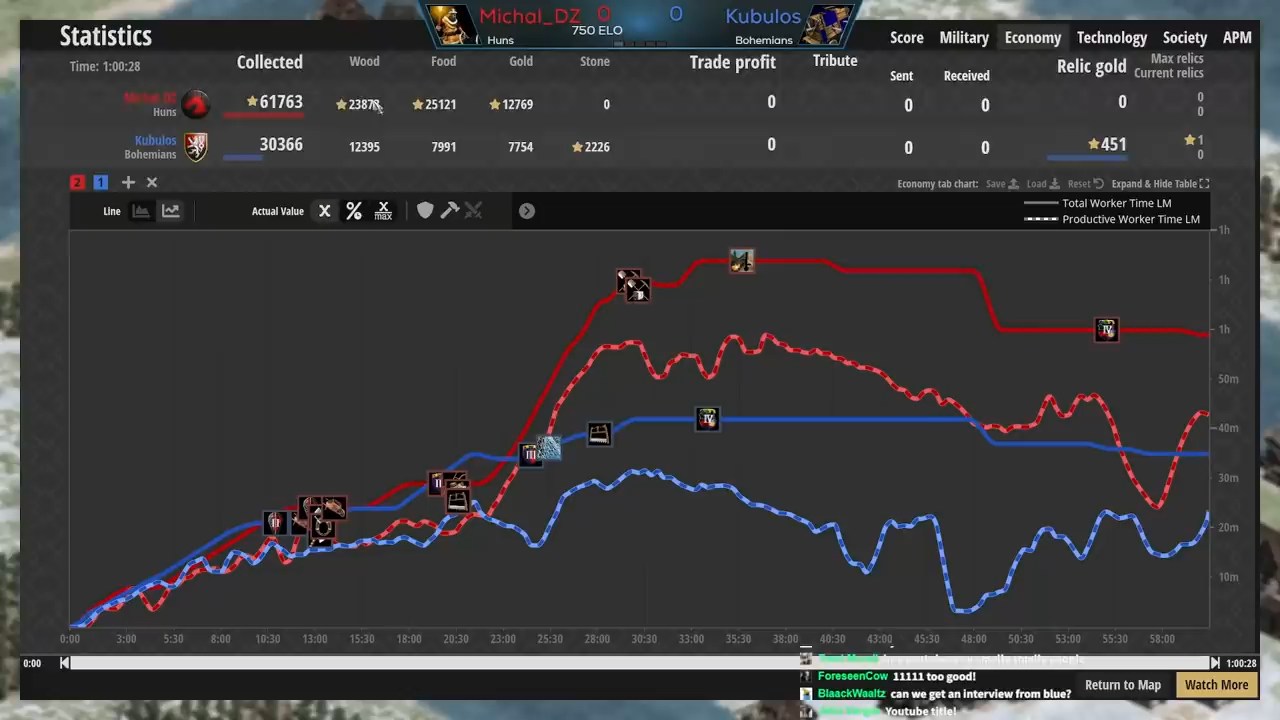 Michal_DZ 0 0 Kubulos
750 ELO
Huns Bohemians
Statistics
Score Military Economy Technology Society APM
Time: 1:00:28
Collected Wood Food Gold Stone Trade profit Tribute Sent Received Relic gold Max relics
Current relics
Michal_DZ
Huns
61763 25121 12769 0 0 0 0 0 0
0
Kubulos
Bohemians
30366 12395 7991 7754 2226 0 0 0 451 1
0
2 1
Economy tab chart: Save Load Reset Expand & Hide Table
Line Actual Value X % X max
Total Worker Time LM
Productive Worker Time LM
1h
1h
1h
50m
40m
30m
20m
10m
0:00 3:00 5:30 8:00 10:30 13:00 15:30 18:00 20:30 23:00 25:30 28:00 30:30 33:00 35:30 38:00 40:30 43:00 45:30 48:00 50:30 53:00 55:30 58:00
0:00 1:00:28
ForeseenCow 11111 too good!
BlaackWaaltz can we get an interview from blue?
Youtube title!
Return to Map Watch More